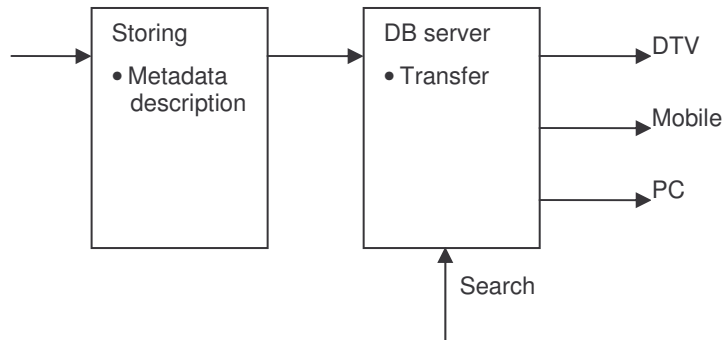 Storing
• Metadata
description
DB server
• Transfer
DTV
Mobile
PC
Search